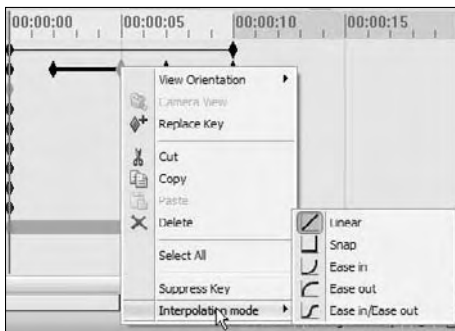 00:00:00 00:00:05 00:00:10 00:00:15
View Orientation
Camera View
Replace Key
Cut
Copy
Paste
Delete
Select All
Suppress Key
Interpolation mode
Linear
Snap
Ease in
Ease out
Ease in/Ease out